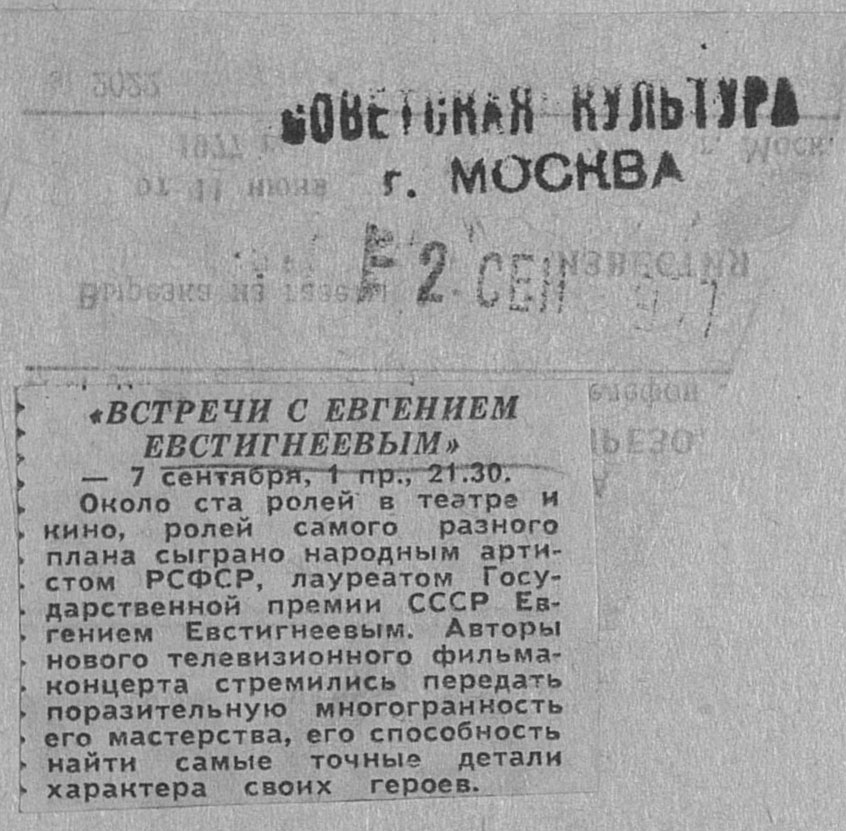 СОВЕТСКАЯ КУЛЬТУРА
г. МОСКВА
2 СЕН
«ВСТРЕЧИ С ЕВГЕНИЕМ
ЕВСТИГНЕЕВЫМ»
— 7 сентября, 1 пр., 21.30.
Около ста ролей в театре и
кино, ролей самого разного
плана сыграно народным арти-
стом РСФСР, лауреатом Госу-
дарственной премии СССР Ев-
гением Евстигнеевым. Авторы
нового телевизионного фильма-
концерта стремились передать
поразительную многогранность
его мастерства, его способность
найти самые точные детали
характера своих героев.